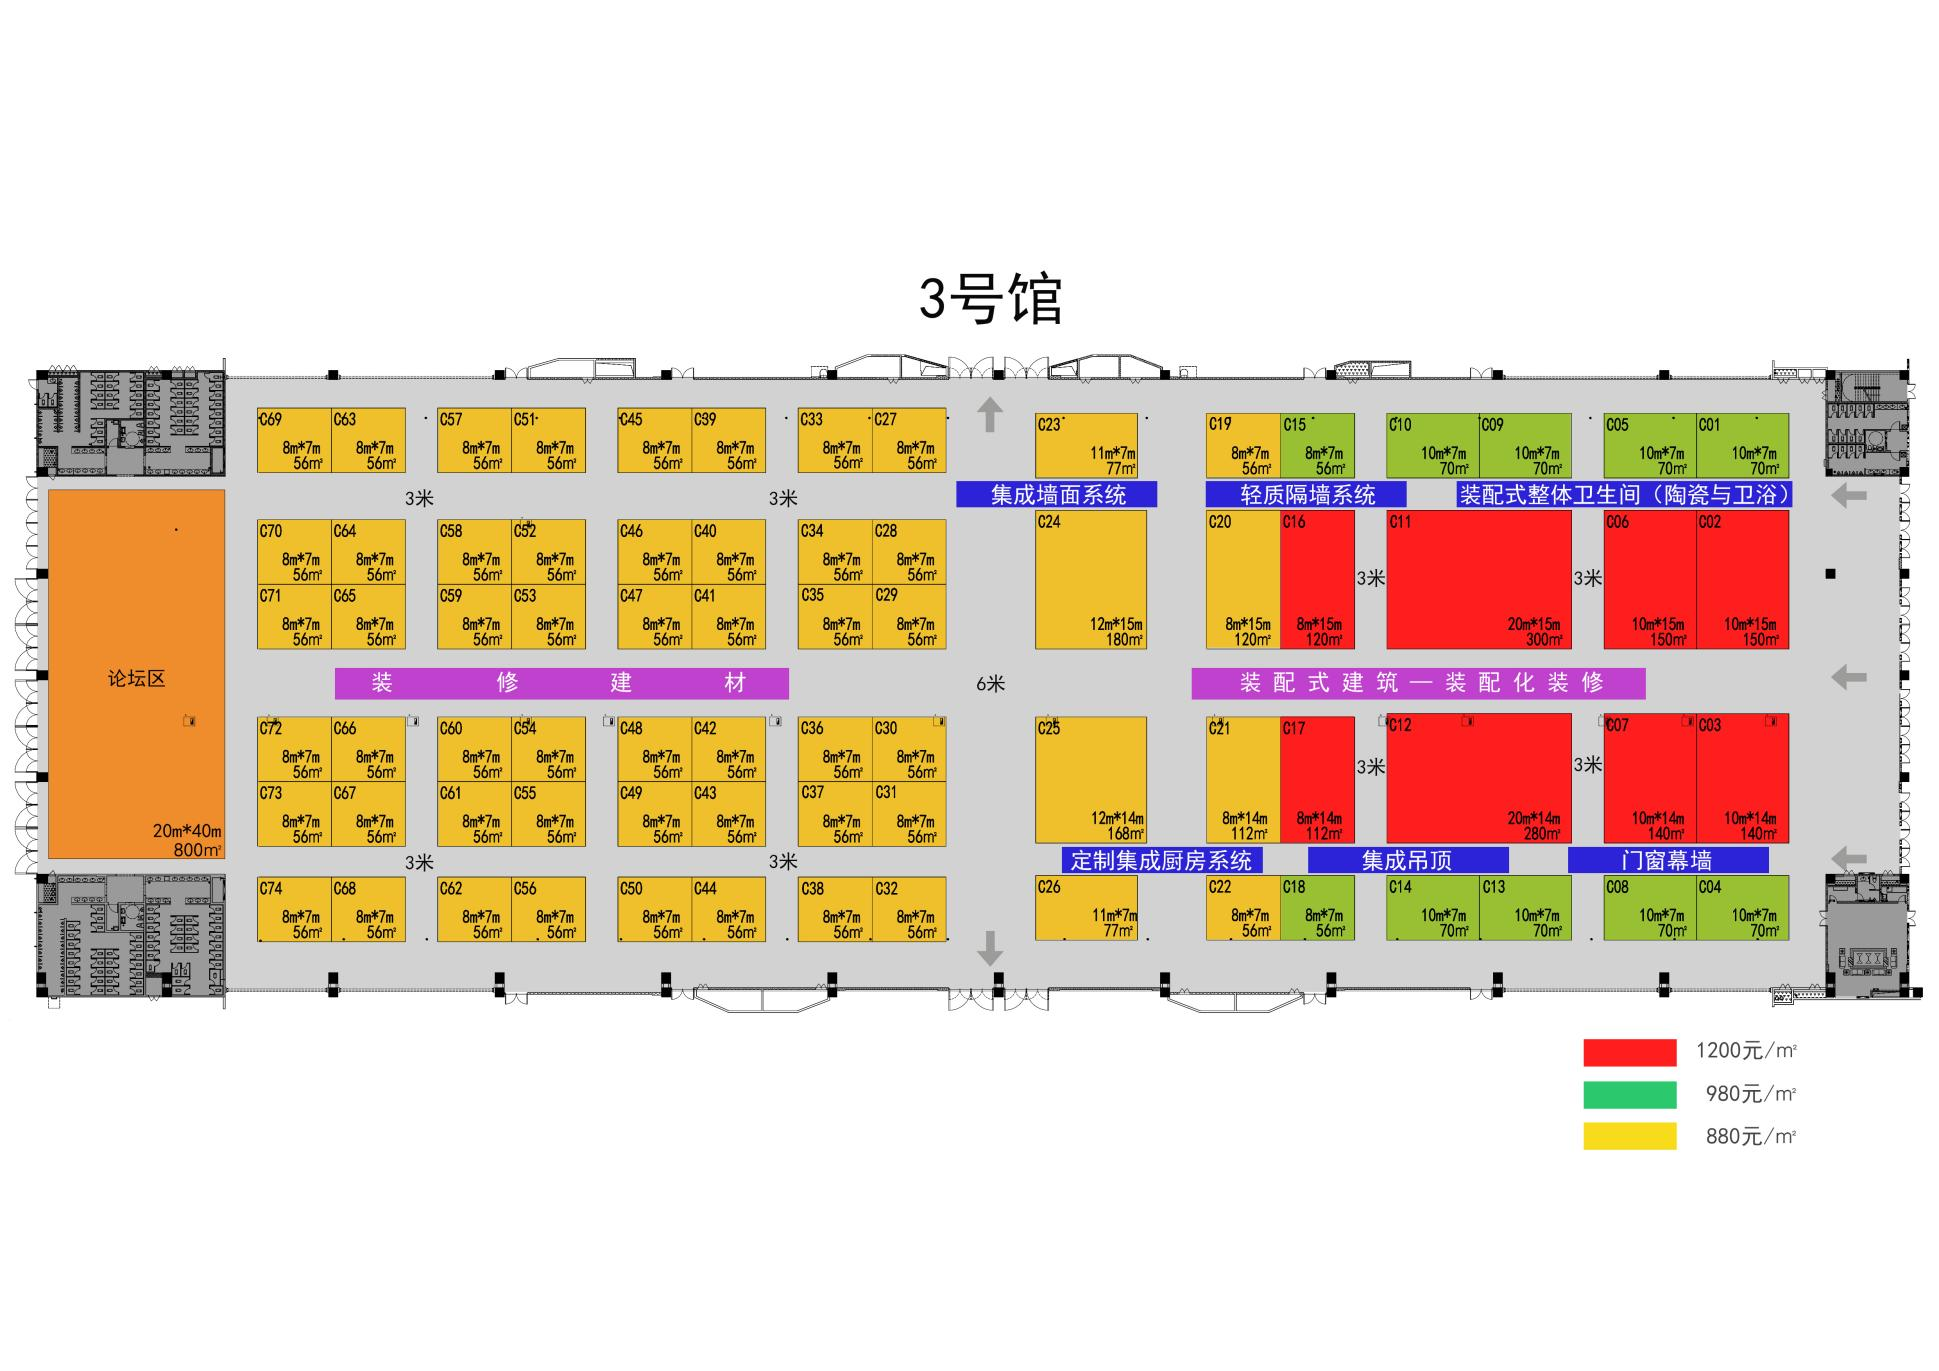 3号馆
C69 C63 C57 C51 C45 C39 C33 C27 C23 C19 C15 C10 C09 C05 C01
8m*7m 8m*7m 8m*7m 8m*7m 8m*7m 8m*7m 8m*7m 8m*7m 11m*7m 8m*7m 8m*7m 10m*7m 10m*7m 10m*7m 10m*7m
56㎡ 56㎡ 56㎡ 56㎡ 56㎡ 56㎡ 56㎡ 56㎡ 77㎡ 56㎡ 56㎡ 70㎡ 70㎡ 70㎡ 70㎡
3米 3米 集成墙面系统 轻质隔墙系统 装配式整体卫生间（陶瓷与卫浴）
C70 C64 C58 C52 C46 C40 C34 C28 C24 C20 C16 C11 C06 C02
8m*7m 8m*7m 8m*7m 8m*7m 8m*7m 8m*7m 8m*7m 8m*7m
56㎡ 56㎡ 56㎡ 56㎡ 56㎡ 56㎡ 56㎡ 56㎡ 3米 3米
C71 C65 C59 C53 C47 C41 C35 C29
8m*7m 8m*7m 8m*7m 8m*7m 8m*7m 8m*7m 8m*7m 8m*7m 12m*15m 8m*15m 8m*15m 20m*15m 10m*15m 10m*15m
56㎡ 56㎡ 56㎡ 56㎡ 56㎡ 56㎡ 56㎡ 56㎡ 180㎡ 120㎡ 120㎡ 300㎡ 150㎡ 150㎡
论坛区 装修建材 6米 装配式建筑—装配化装修
C72 C66 C60 C54 C48 C42 C36 C30 C25 C21 C17 C12 C07 C03
8m*7m 8m*7m 8m*7m 8m*7m 8m*7m 8m*7m 8m*7m 8m*7m
56㎡ 56㎡ 56㎡ 56㎡ 56㎡ 56㎡ 56㎡ 56㎡ 3米 3米
C73 C67 C61 C55 C49 C43 C37 C31
8m*7m 8m*7m 8m*7m 8m*7m 8m*7m 8m*7m 8m*7m 8m*7m 12m*14m 8m*14m 8m*14m 20m*14m 10m*14m 10m*14m
20m*40m 56㎡ 56㎡ 56㎡ 56㎡ 56㎡ 56㎡ 56㎡ 56㎡ 168㎡ 112㎡ 112㎡ 280㎡ 140㎡ 140㎡
800㎡ 3米 3米 定制集成厨房系统 集成吊顶 门窗幕墙
C74 C68 C62 C56 C50 C44 C38 C32 C26 C22 C18 C14 C13 C08 C04
8m*7m 8m*7m 8m*7m 8m*7m 8m*7m 8m*7m 8m*7m 8m*7m 11m*7m 8m*7m 8m*7m 10m*7m 10m*7m 10m*7m 10m*7m
56㎡ 56㎡ 56㎡ 56㎡ 56㎡ 56㎡ 56㎡ 56㎡ 77㎡ 56㎡ 56㎡ 70㎡ 70㎡ 70㎡ 70㎡
1200元/㎡
980元/㎡
880元/㎡